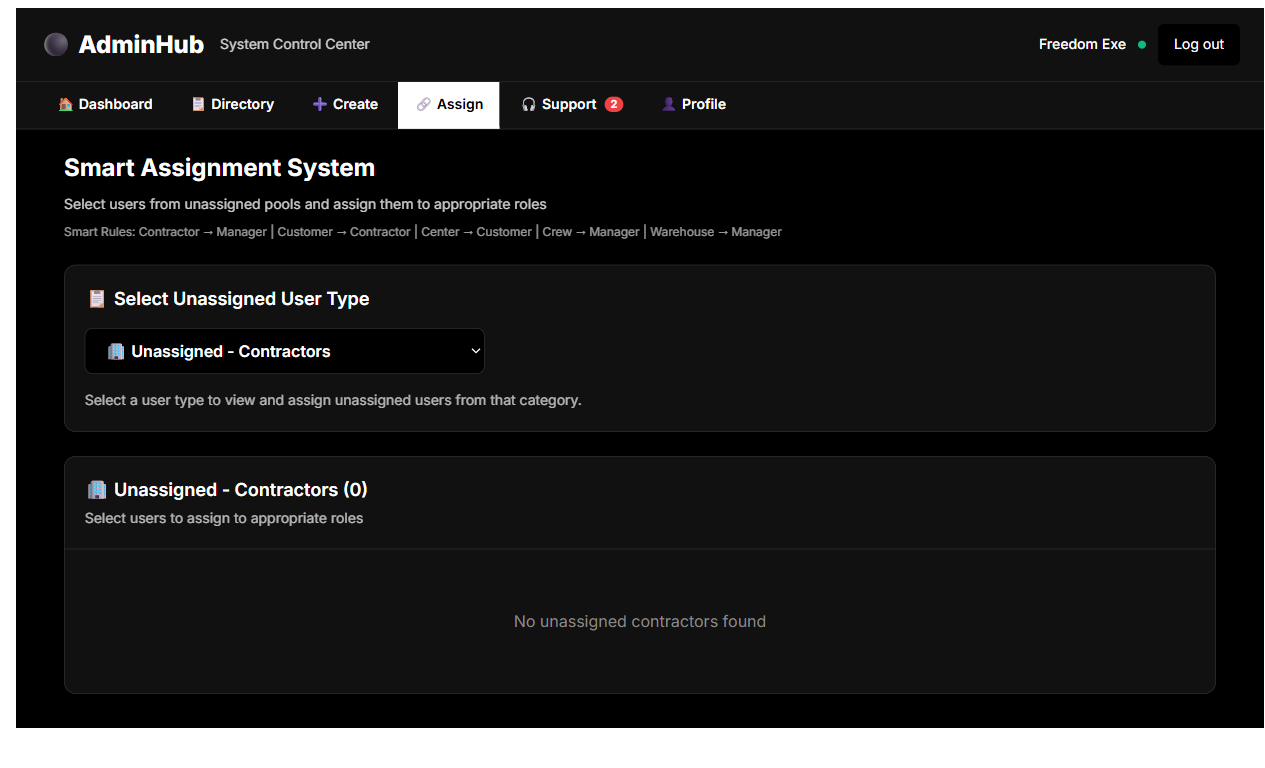 AdminHub System Control Center Freedom Exe Log out
Dashboard Directory Create Assign Support 2 Profile
Smart Assignment System
Select users from unassigned pools and assign them to appropriate roles
Smart Rules: Contractor → Manager | Customer → Contractor | Center → Customer | Crew → Manager | Warehouse → Manager
Select Unassigned User Type
Unassigned - Contractors
Select a user type to view and assign unassigned users from that category.
Unassigned - Contractors (0)
Select users to assign to appropriate roles
No unassigned contractors found